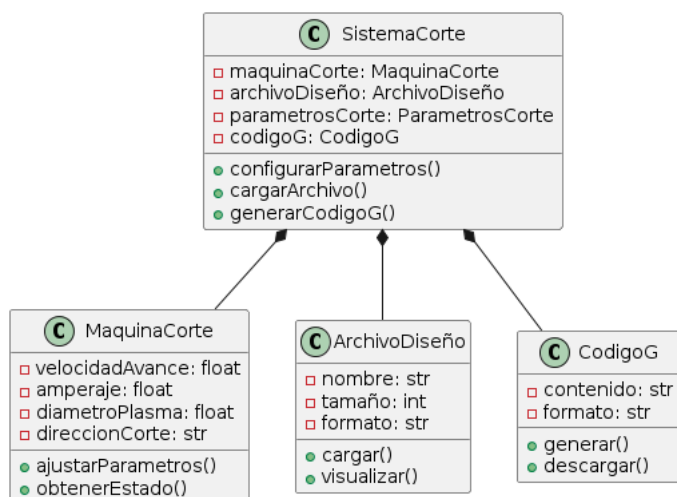 C SistemaCorte
maquinaCorte: MaquinaCorte
archivoDiseño: ArchivoDiseño
parametrosCorte: ParametrosCorte
codigoG: CodigoG
configurarParametros()
cargarArchivo()
generarCodigoG()
C MaquinaCorte
velocidadAvance: float
amperaje: float
diametroPlasma: float
direccionCorte: str
ajustarParametros()
obtenerEstado()
C ArchivoDiseño
nombre: str
tamaño: int
formato: str
cargar()
visualizar()
C CodigoG
contenido: str
formato: str
generar()
descargar()